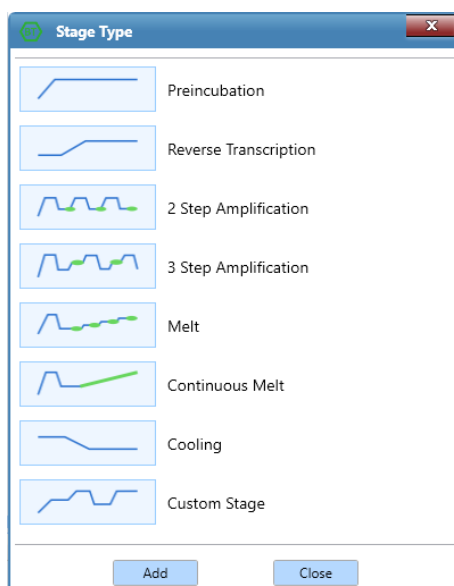 Stage Type
Preincubation
Reverse Transcription
2 Step Amplification
3 Step Amplification
Melt
Continuous Melt
Cooling
Custom Stage
Add Close